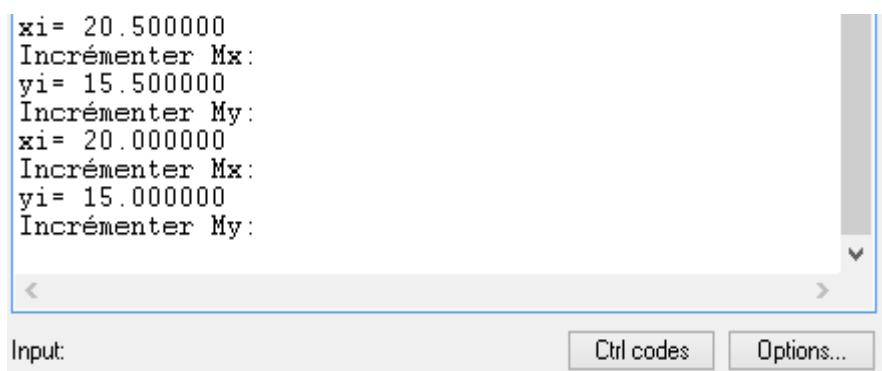 xi= 20.500000
Incrémenter Mx:
yi= 15.500000
Incrémenter My:
xi= 20.000000
Incrémenter Mx:
yi= 15.000000
Incrémenter My:
Input: Ctrl codes Options...